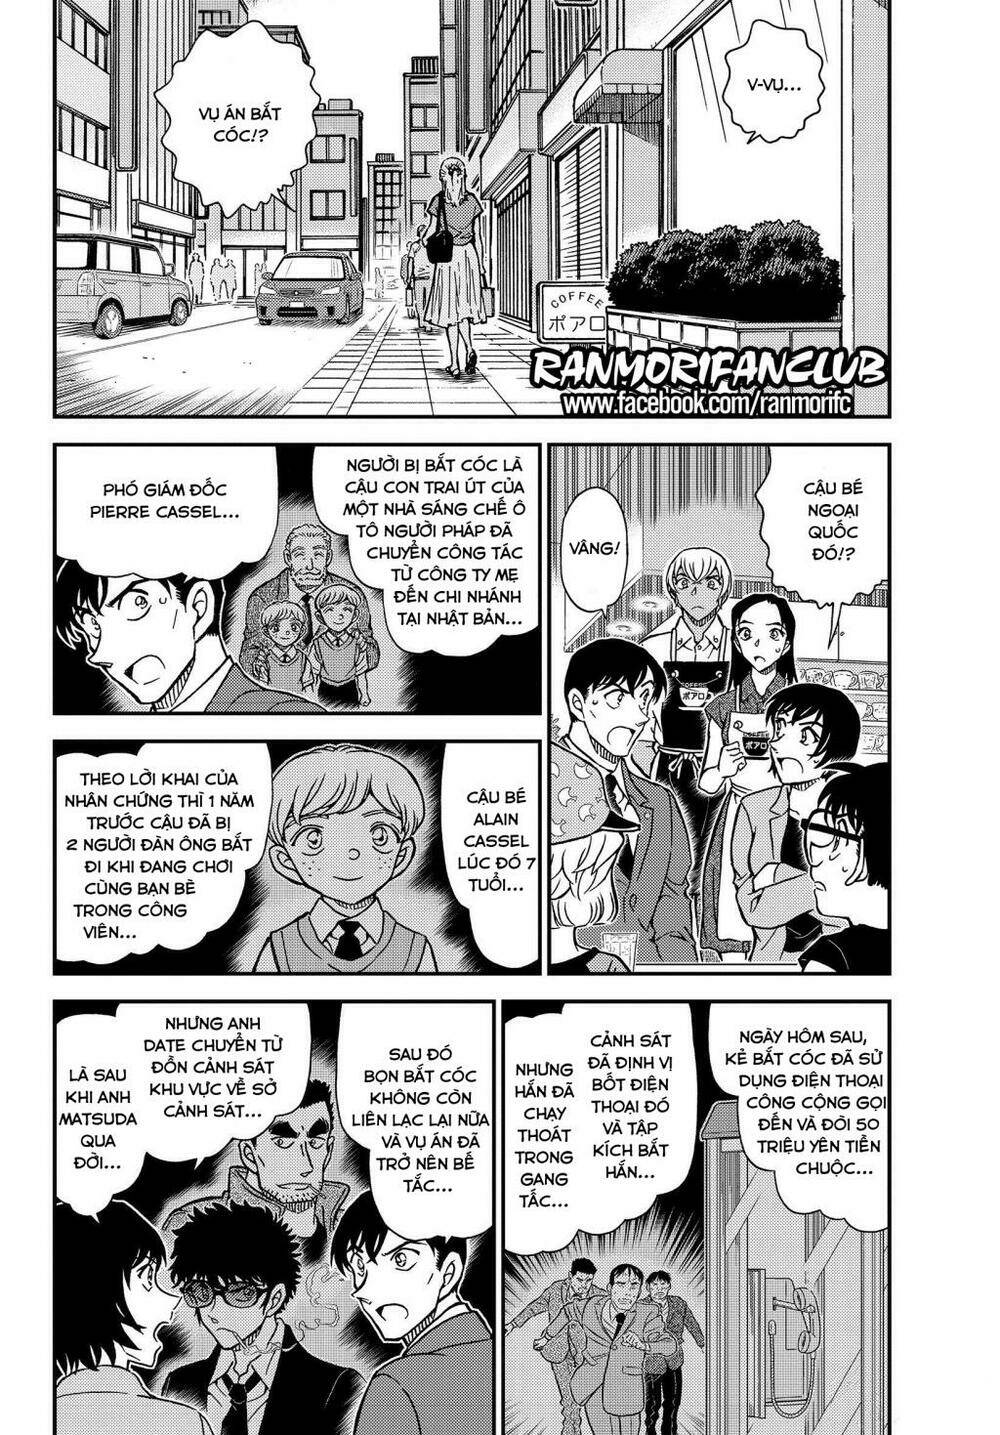 V-VỤ...
VỤ ÁN BẮT
CÓC!?
COFFEE
ポアロ
RANMORIFANCLUB
www.facebook.com/ranmorifc
CẬU BÉ
NGOẠI
QUỐC
ĐÓ!?
VÂNG!
COFFEE
ポアロ
ポアロ
NGƯỜI BỊ BẮT CÓC LÀ
CẬU CON TRAI ÚT CỦA
MỘT NHÀ SÁNG CHẾ Ô
TÔ NGƯỜI PHÁP ĐÃ
CHUYỂN CÔNG TÁC
TỪ CÔNG TY MẸ
ĐẾN CHI NHÁNH
TẠI NHẬT BẢN...
PHÓ GIÁM ĐỐC
PIERRE CASSEL...
CẬU BÉ
ALAIN
CASSEL
LÚC ĐÓ 7
TUỔI...
THEO LỜI KHAI CỦA
NHÂN CHỨNG THÌ 1 NĂM
TRƯỚC CẬU ĐÃ BỊ
2 NGƯỜI ĐÀN ÔNG BẮT
ĐI KHI ĐANG CHƠI
CÙNG BẠN BÈ
TRONG CÔNG
VIÊN...
NGÀY HÔM SAU,
KẺ BẮT CÓC ĐÃ SỬ
DỤNG ĐIỆN THOẠI
CÔNG CỘNG GỌI
ĐẾN VÀ ĐÒI 50
TRIỆU YÊN TIỀN
CHUỘC...
CẢNH SÁT
ĐÃ ĐỊNH VỊ
BỐT ĐIỆN
THOẠI ĐÓ
VÀ TẬP
KÍCH BẮT
HẮN...
NHƯNG
HẮN ĐÃ
CHẠY
THOÁT
TRONG
GANG
TẤC...
SAU ĐÓ
BỌN BẮT CÓC
KHÔNG CÒN
LIÊN LẠC LẠI NỮA
VÀ VỤ ÁN ĐÃ
TRỞ NÊN BẾ
TẮC...
NHƯNG ANH
DATE CHUYỂN TỪ
ĐỒN CẢNH SÁT
KHU VỰC VỀ SỞ
CẢNH SÁT...
LÀ SAU
KHI ANH
MATSUDA
QUA
ĐỜI...